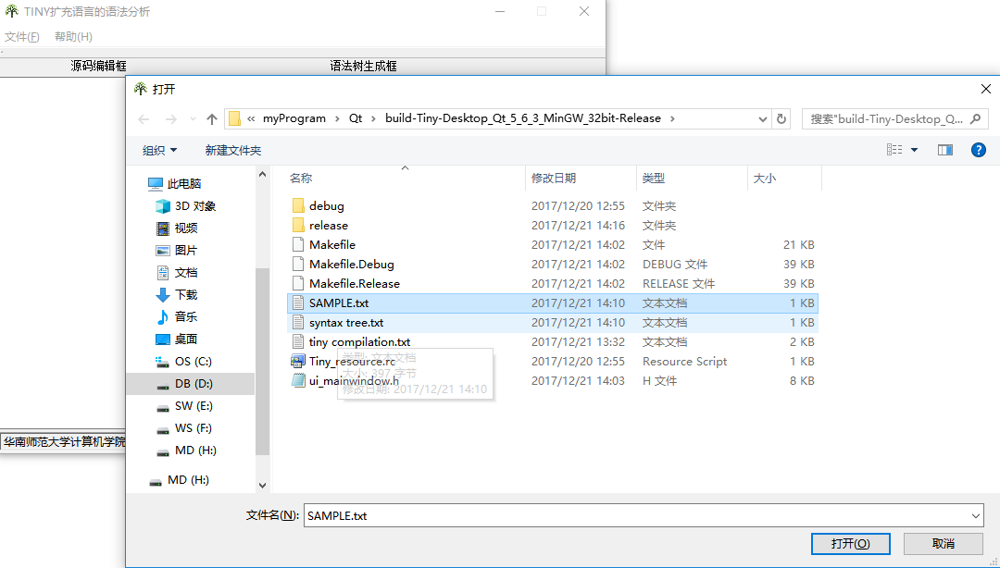 TINY扩充语言的语法分析
文件(F) 帮助(H)
源码编辑框 语法树生成框
打开
« myProgram › Qt › build-Tiny-Desktop_Qt_5_6_3_MinGW_32bit-Release ›
搜索"build-Tiny-Desktop_Q...
组织 新建文件夹
名称 修改日期 类型 大小
此电脑
3D 对象
视频
图片
文档
下载
音乐
桌面
OS (C:)
DB (D:)
SW (E:)
WS (F:)
MD (H:)
MD (H:)
debug 2017/12/20 12:55 文件夹
release 2017/12/21 14:16 文件夹
Makefile 2017/12/21 14:02 文件 21 KB
Makefile.Debug 2017/12/21 14:02 DEBUG 文件 39 KB
Makefile.Release 2017/12/21 14:02 RELEASE 文件 39 KB
SAMPLE.txt 2017/12/21 14:10 文本文档 1 KB
syntax tree.txt 2017/12/21 14:10 文本文档 1 KB
tiny compilation.txt 2017/12/21 13:32 文本文档 2 KB
Tiny_resource.rc 2017/12/20 12:55 Resource Script 1 KB
ui_mainwindow.h 2017/12/21 14:03 H 文件 8 KB
类型: 文本文档
大小: 397 字节
修改日期: 2017/12/21 14:10
华南师范大学计算机学院
文件名(N): SAMPLE.txt
打开(O) 取消